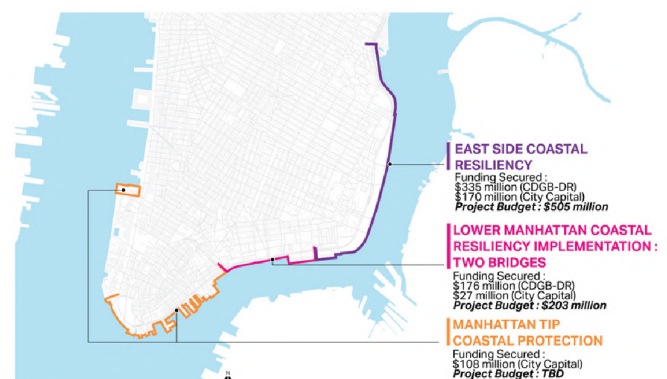 EAST SIDE COASTAL
RESILIENCY
Funding Secured :
$335 million (CDGB-DR)
$170 million (City Capital)
Project Budget : $505 million
LOWER MANHATTAN COASTAL
RESILIENCY IMPLEMENTATION :
TWO BRIDGES
Funding Secured :
$176 million (CDGB-DR)
$27 million (City Capital)
Project Budget : $203 million
MANHATTAN TIP
COASTAL PROTECTION
Funding Secured :
$108 million (City Capital)
Project Budget : TBD
N